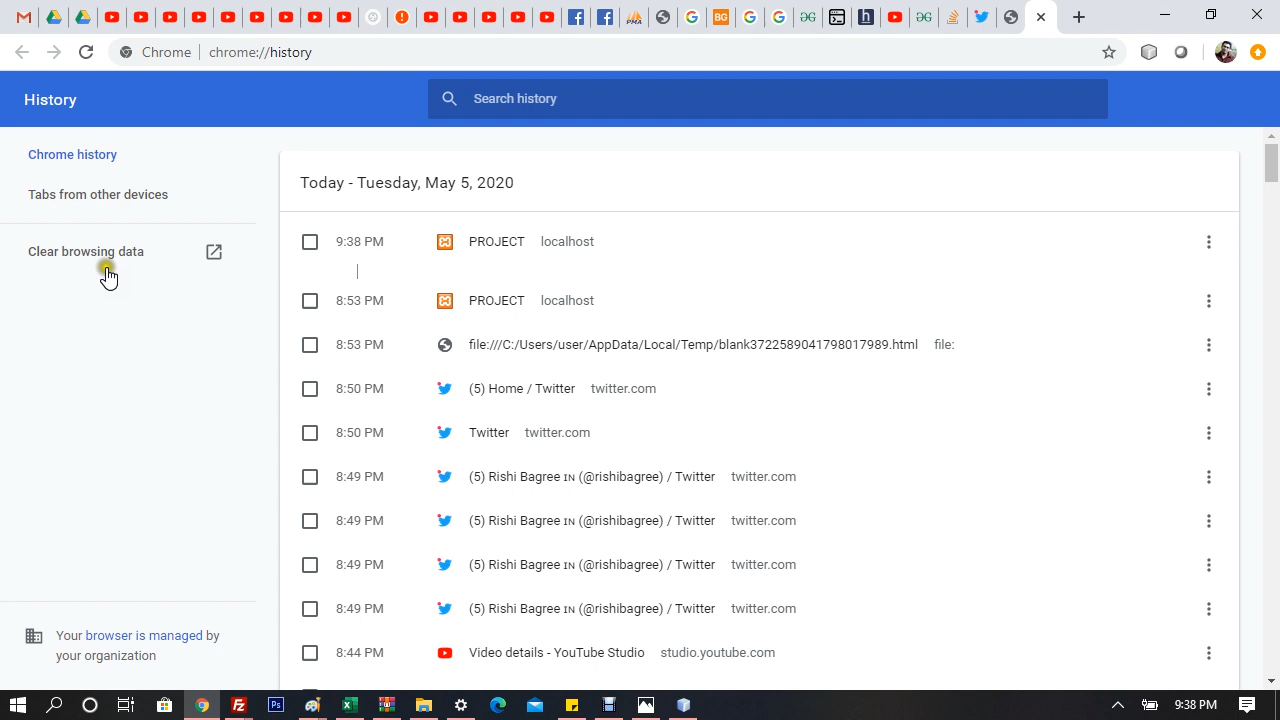 Chrome
chrome://history
History
Search history
Chrome history
Tabs from other devices
Clear browsing data
Your browser is managed by
your organization
Today - Tuesday, May 5, 2020
9:38 PM PROJECT localhost
8:53 PM PROJECT localhost
8:53 PM file:///C:/Users/user/AppData/Local/Temp/blank3722589041798017989.html file:
8:50 PM (5) Home / Twitter twitter.com
8:50 PM Twitter twitter.com
8:49 PM (5) Rishi Bagree ɪɴ (@rishibagree) / Twitter twitter.com
8:49 PM (5) Rishi Bagree ɪɴ (@rishibagree) / Twitter twitter.com
8:49 PM (5) Rishi Bagree ɪɴ (@rishibagree) / Twitter twitter.com
8:49 PM (5) Rishi Bagree ɪɴ (@rishibagree) / Twitter twitter.com
8:44 PM Video details - YouTube Studio studio.youtube.com
9:38 PM